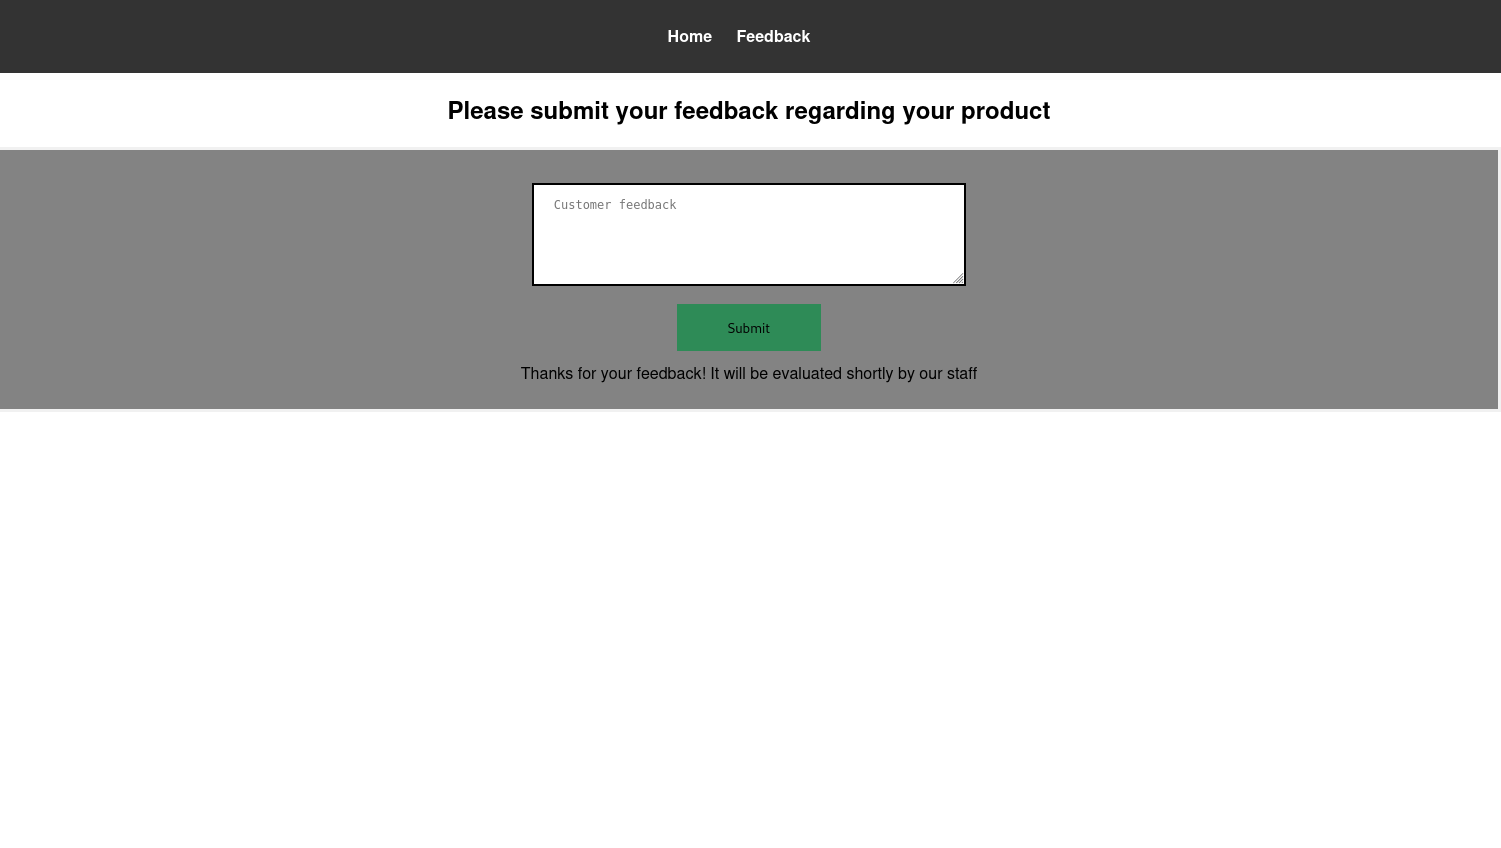 Home Feedback
Please submit your feedback regarding your product
Customer feedback
Submit
Thanks for your feedback! It will be evaluated shortly by our staff